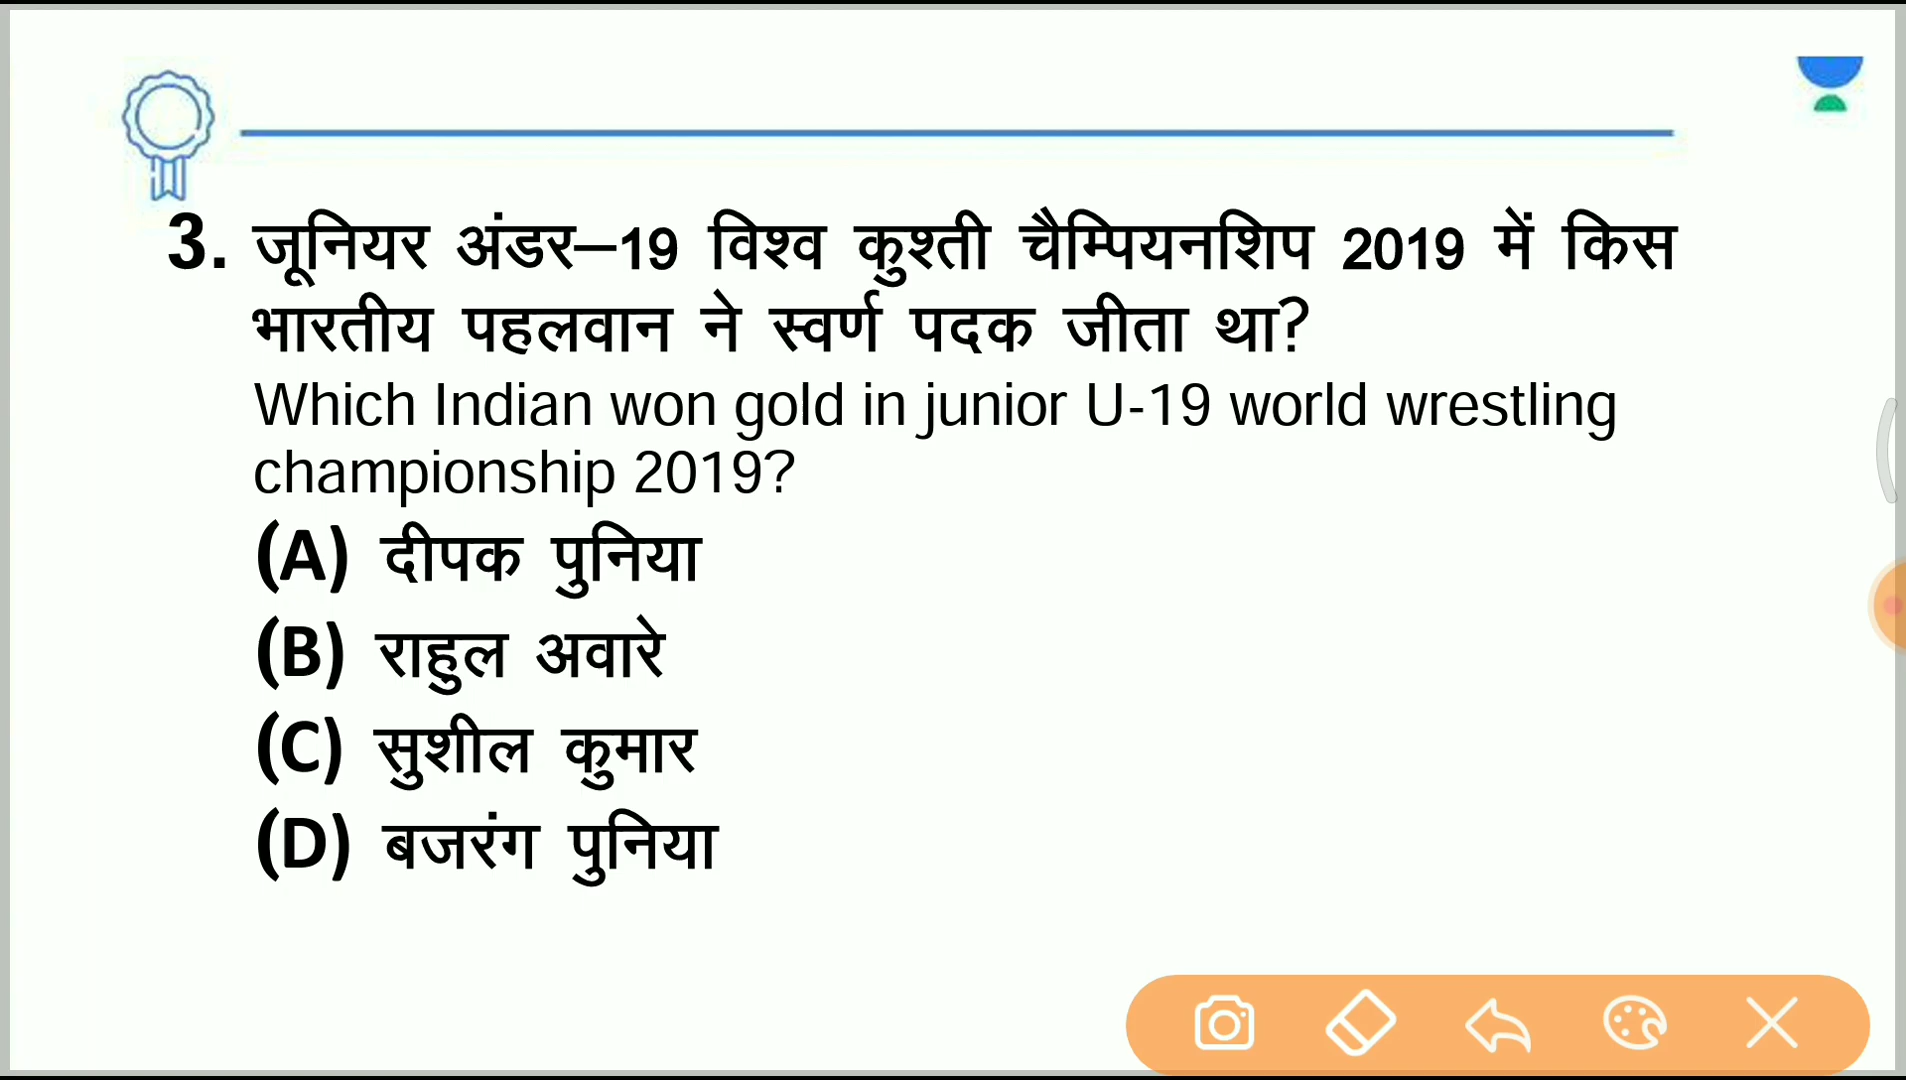 3. जूनियर अंडर–19 विश्व कुश्ती चैम्पियनशिप 2019 में किस
भारतीय पहलवान ने स्वर्ण पदक जीता था?
Which Indian won gold in junior U-19 world wrestling
championship 2019?
(A) दीपक पुनिया
(B) राहुल अवारे
(C) सुशील कुमार
(D) बजरंग पुनिया